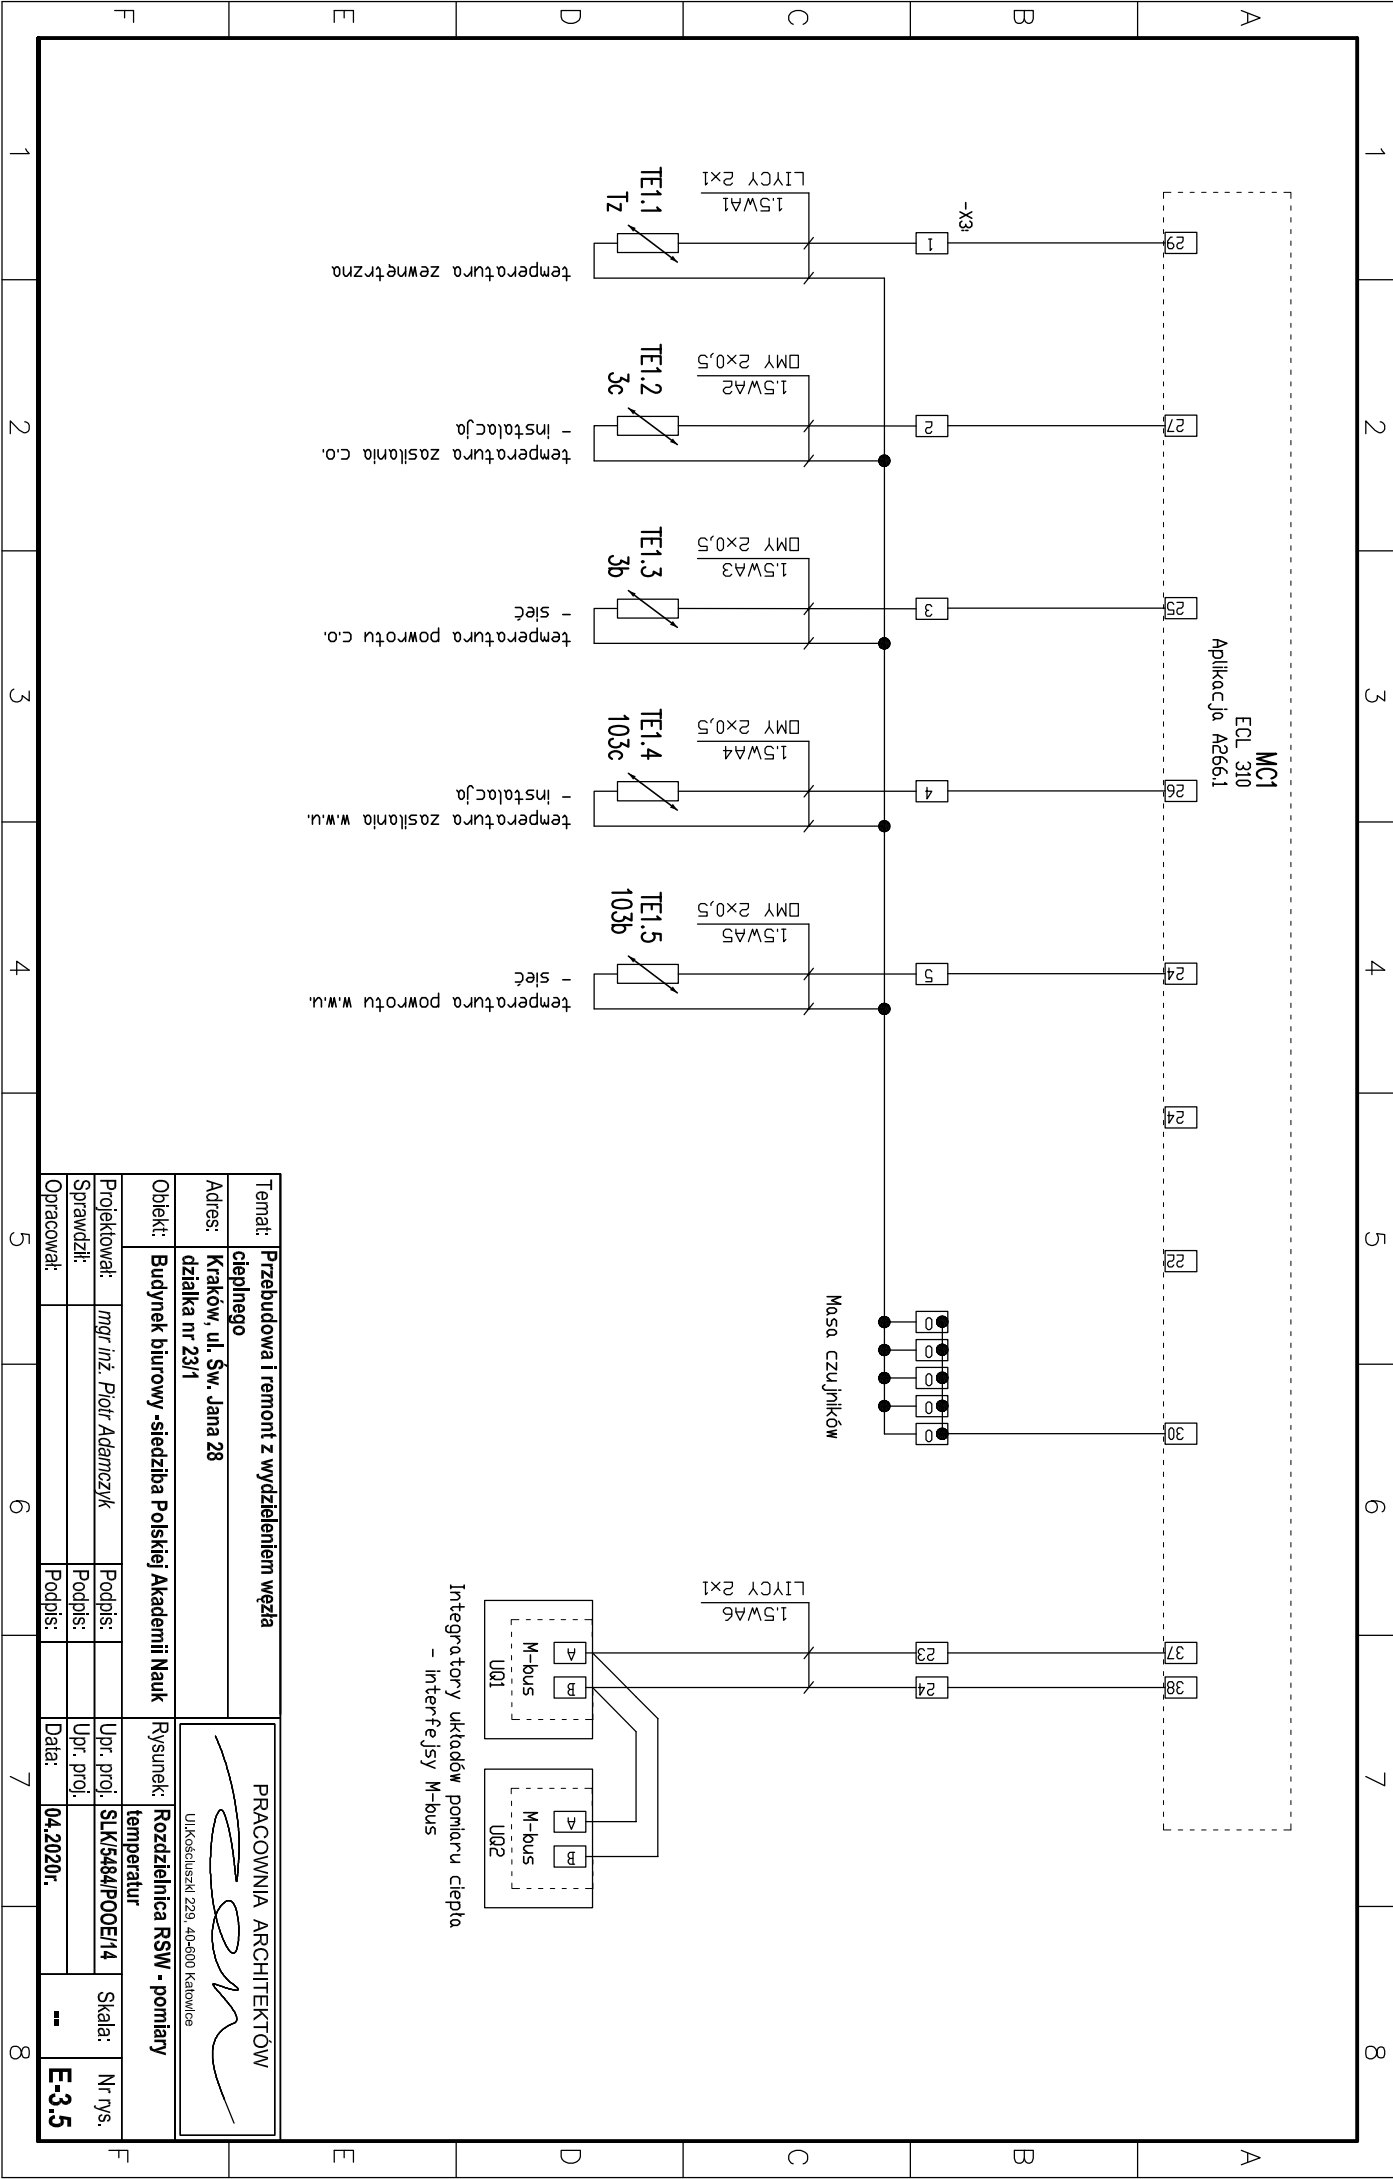 1
2
3
4
5
6
7
8
A
A
B
B
C
C
D
D
E
E
F
F
MC1
ECL 310
Aplikacja A266.1
29
27
25
26
24
24
22
30
37
38
-X3:
1
2
3
4
5
0
0
0
0
0
23
24
Masa czujników
1.5WA1
LIYCY 2x1
1.5WA2
OMY 2x0,5
1.5WA3
OMY 2x0,5
1.5WA4
OMY 2x0,5
1.5WA5
OMY 2x0,5
1.5WA6
LIYCY 2x1
TE1.1
Tz
TE1.2
3c
TE1.3
3b
TE1.4
103c
TE1.5
103b
temperatura zewnętrzna
temperatura zasilania c.o.
- instalacja
temperatura powrotu c.o.
- sieć
temperatura zasilania w.w.u.
- instalacja
temperatura powrotu w.w.u.
- sieć
A
B
M-bus
UQ1
A
B
M-bus
UQ2
Integratory układów pomiaru ciepła
- interfejsy M-bus
Temat: Przebudowa i remont z wydzieleniem węzła
cieplnego
Adres: Kraków, ul. Św. Jana 28
działka nr 23/1
Obiekt: Budynek biurowy -siedziba Polskiej Akademii Nauk
PRACOWNIA ARCHITEKTÓW
Ul.Kościuszki 229, 40-600 Katowice
Rysunek: Rozdzielnica RSW - pomiary
temperatur
Projektował: mgr inż. Piotr Adamczyk Podpis: Upr. proj. SLK/5484/POOE/14
Sprawdził: Podpis: Upr. proj.
Opracował: Podpis: Data: 04.2020r.
Skala: --
Nr rys. E-3.5
1
2
3
4
5
6
7
8